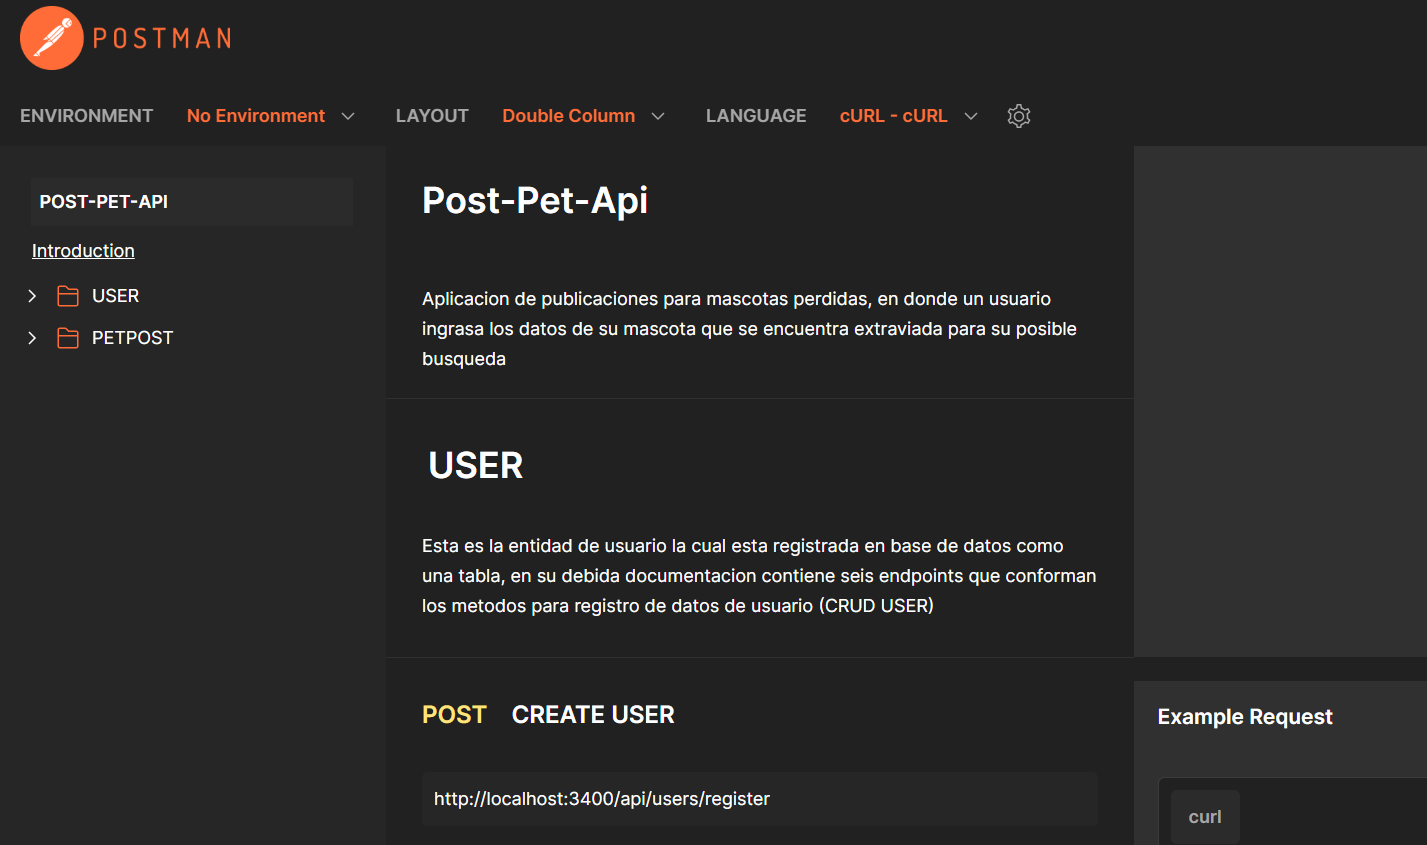 POSTMAN
ENVIRONMENT No Environment LAYOUT Double Column LANGUAGE cURL - cURL
POST-PET-API
Introduction
USER
PETPOST
Post-Pet-Api
Aplicacion de publicaciones para mascotas perdidas, en donde un usuario
ingrasa los datos de su mascota que se encuentra extraviada para su posible
busqueda
USER
Esta es la entidad de usuario la cual esta registrada en base de datos como
una tabla, en su debida documentacion contiene seis endpoints que conforman
los metodos para registro de datos de usuario (CRUD USER)
POST CREATE USER
http://localhost:3400/api/users/register
Example Request
curl